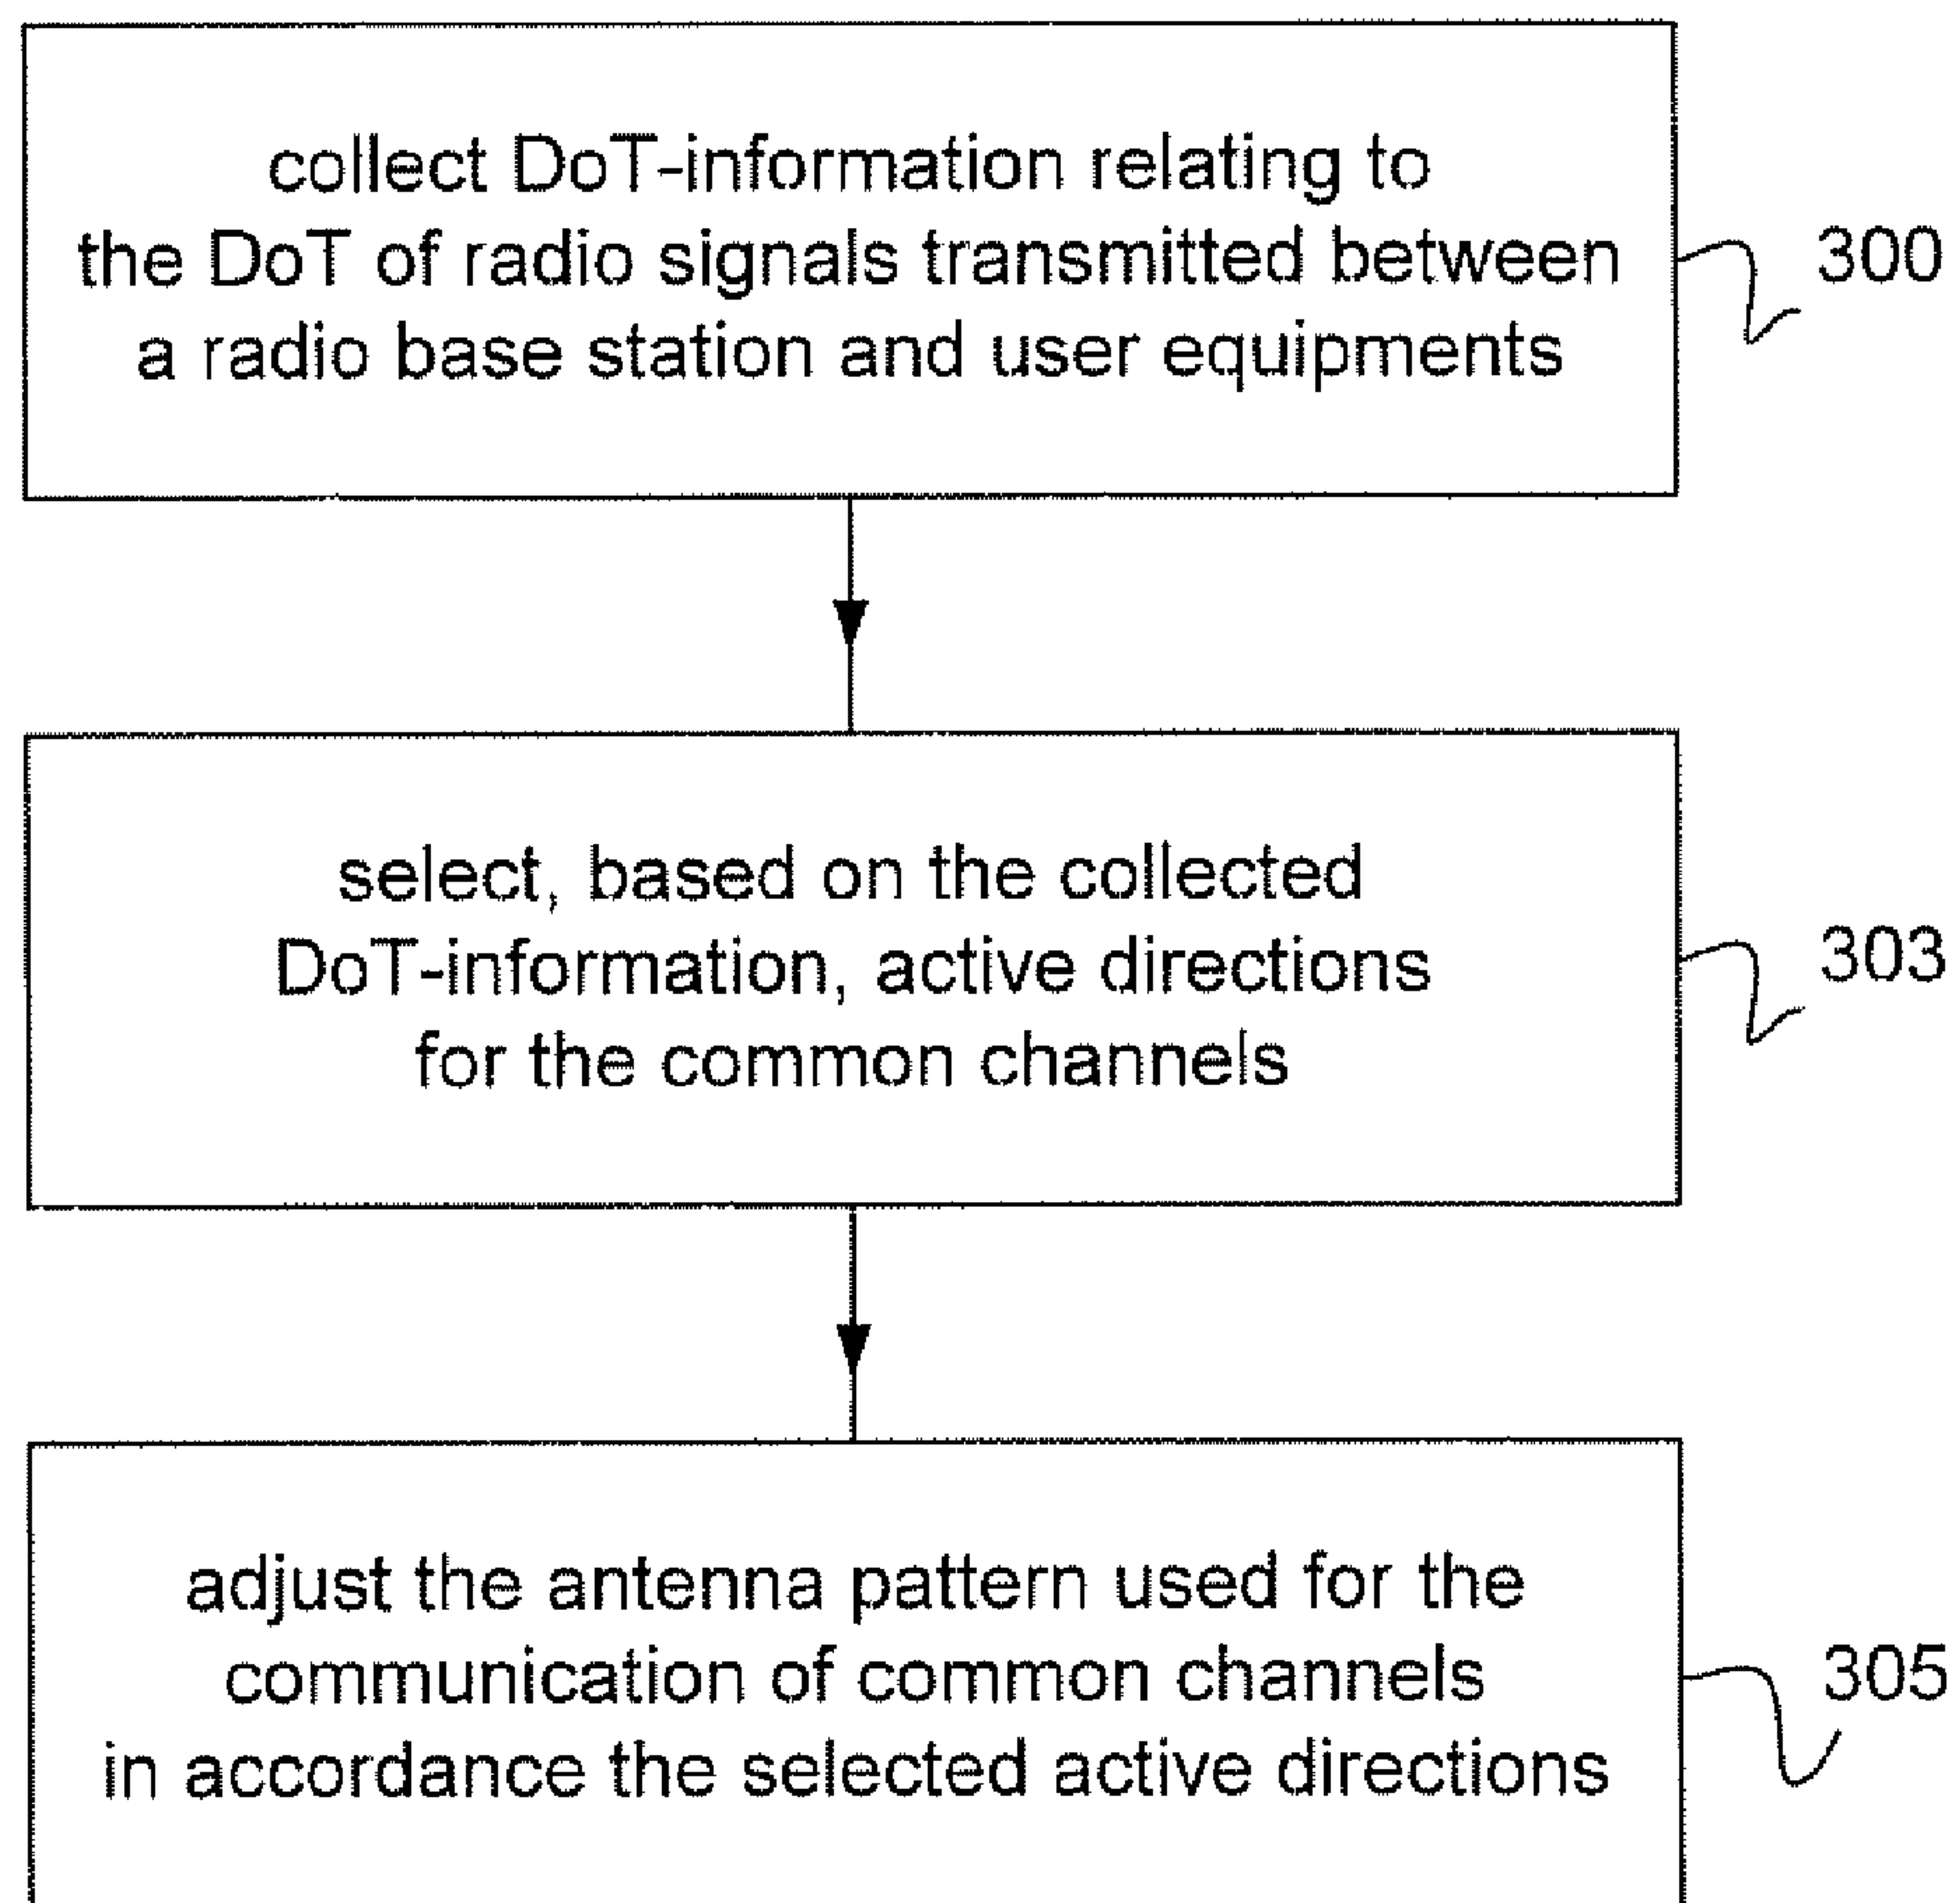 collect DoT-information relating to
the DoT of radio signals transmitted between
a radio base station and user equipments
300
select, based on the collected
DoT-information, active directions
for the common channels
303
adjust the antenna pattern used for the
communication of common channels
in accordance the selected active directions
305